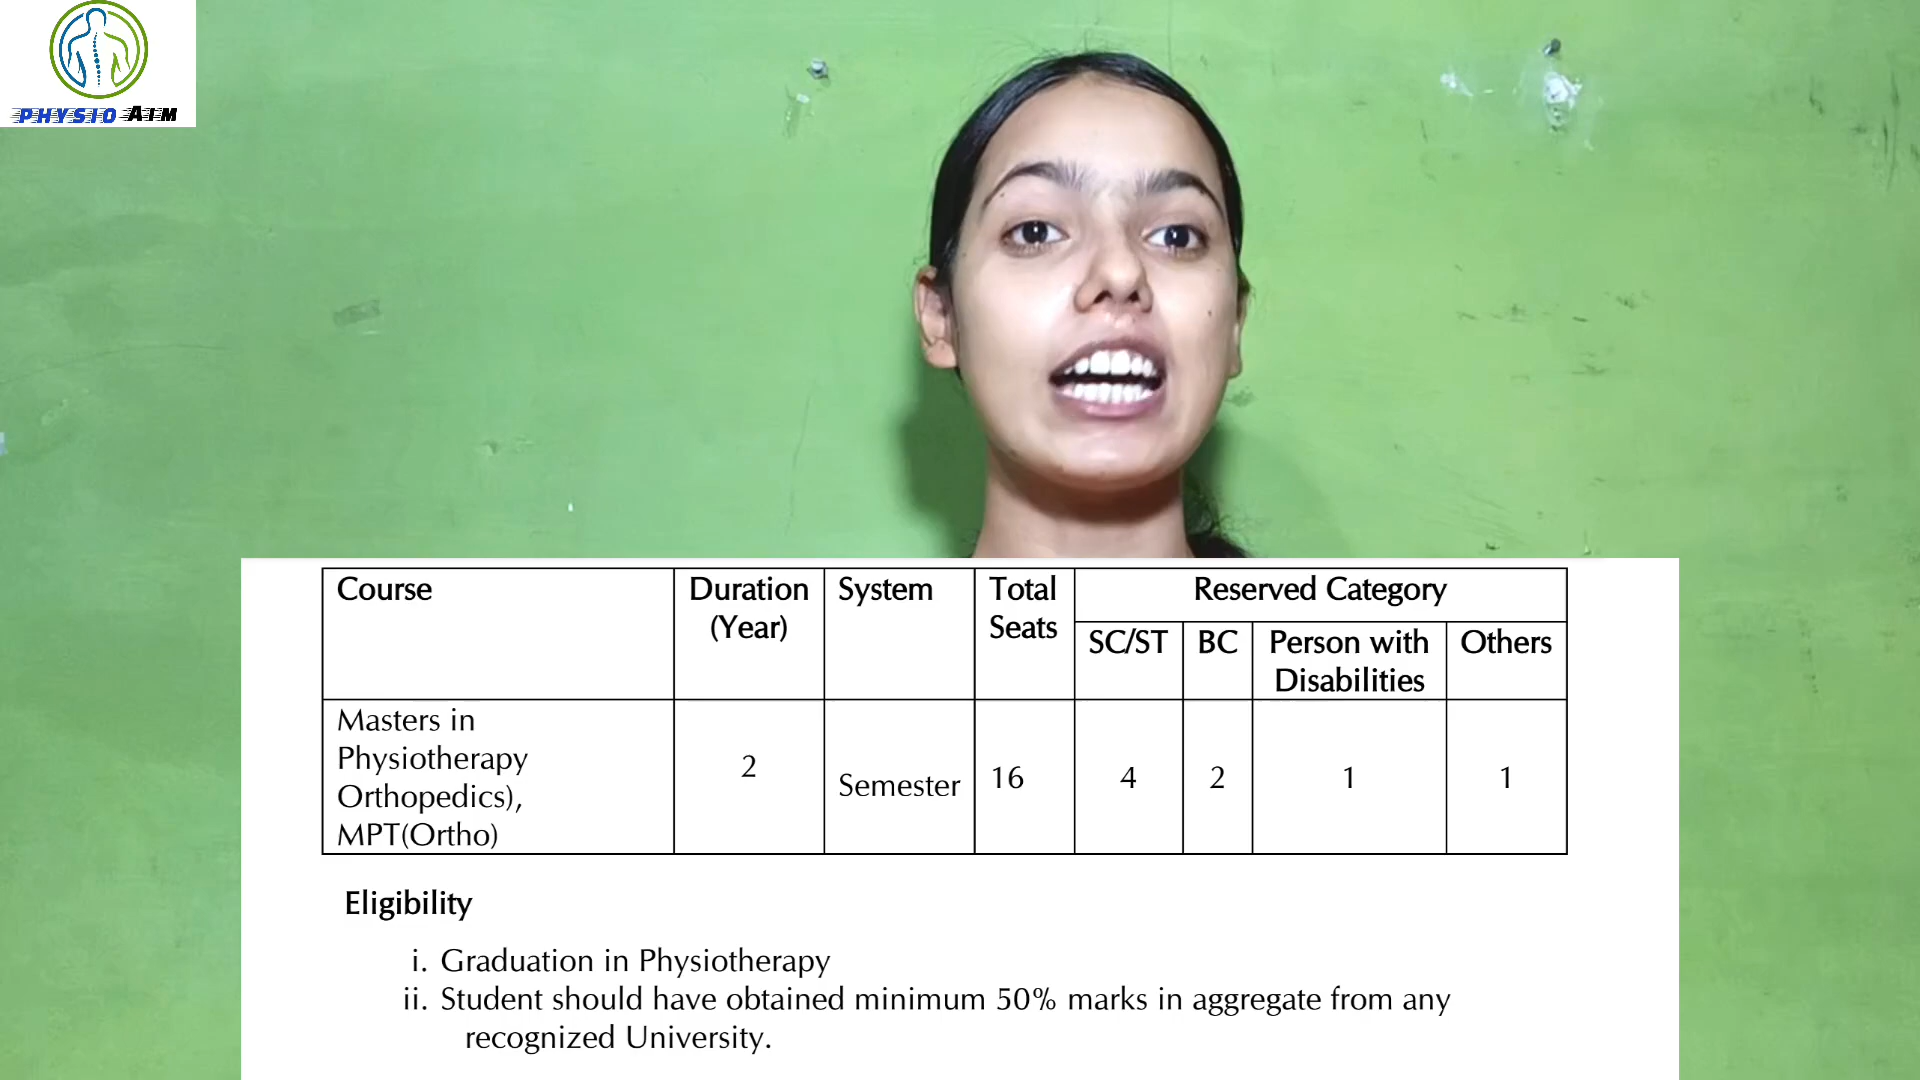 PHYSIO AIM
Course Duration (Year) System Total Seats Reserved Category
SC/ST BC Person with Disabilities Others
Masters in
Physiotherapy
Orthopedics),
MPT(Ortho)
2 Semester 16 4 2 1 1
Eligibility
i. Graduation in Physiotherapy
ii. Student should have obtained minimum 50% marks in aggregate from any
recognized University.